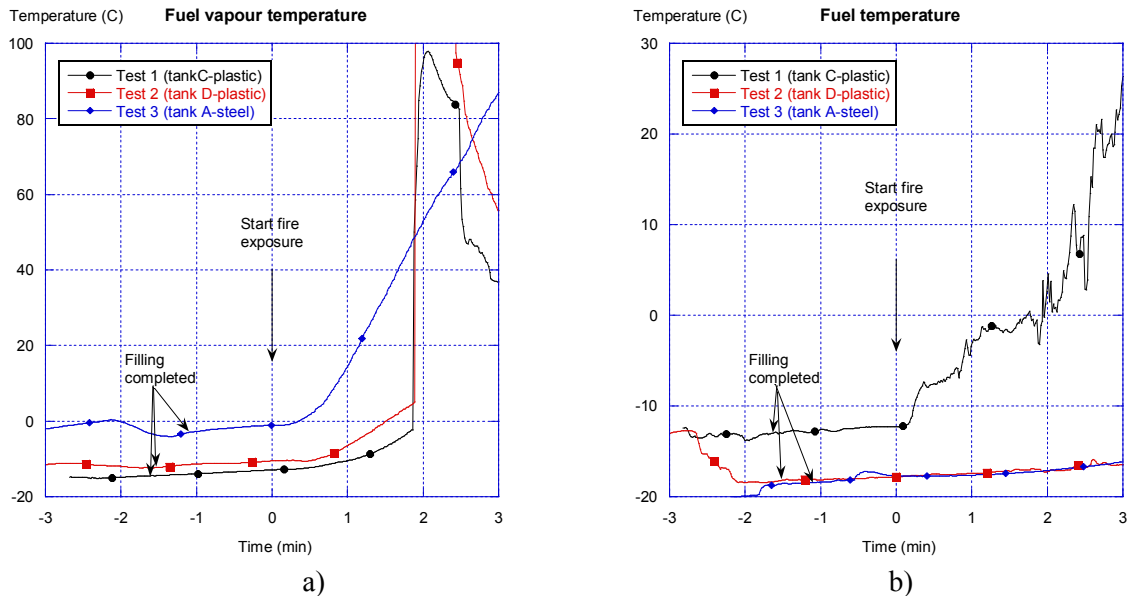 Temperature (C)
Fuel vapour temperature
100
80
60
40
20
0
-20
-3
-2
-1
0
1
2
3
Test 1 (tankC-plastic)
Test 2 (tank D-plastic)
Test 3 (tank A-steel)
Start fire
exposure
Filling
completed
Time (min)
a)
Temperature (C)
Fuel temperature
30
20
10
0
-10
-20
-3
-2
-1
0
1
2
3
Test 1 (tank C-plastic)
Test 2 (tank D-plastic)
Test 3 (tank A-steel)
Start fire
exposure
Filling
completed
Time (min)
b)